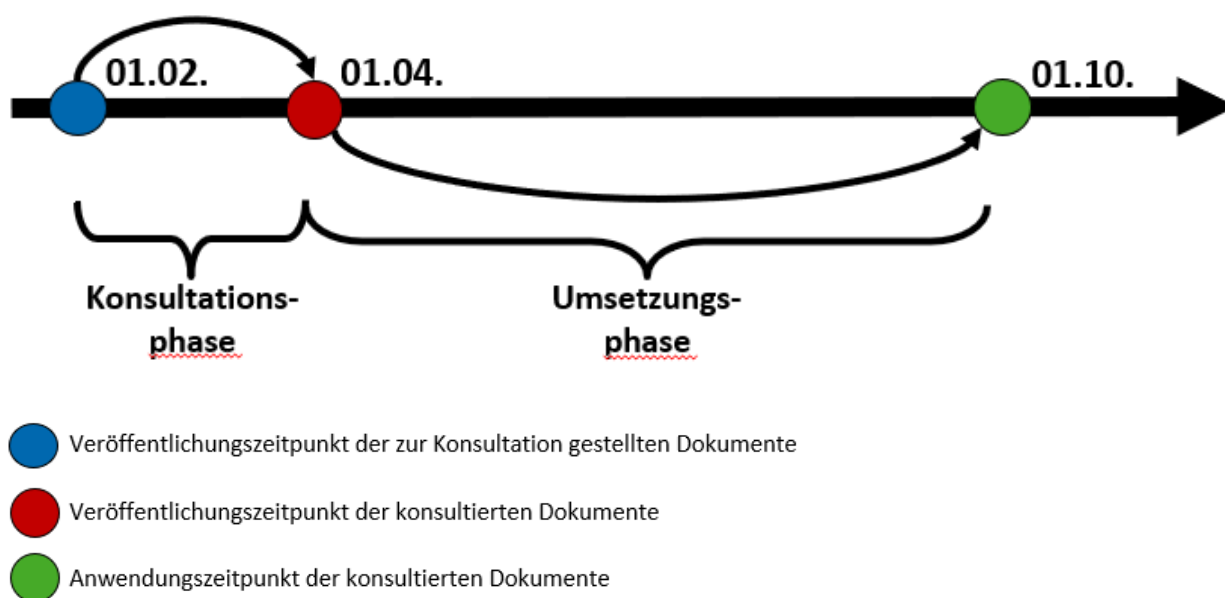 01.02.
01.04.
01.10.
Konsultations-
phase
Umsetzungs-
phase
Veröffentlichungszeitpunkt der zur Konsultation gestellten Dokumente
Veröffentlichungszeitpunkt der konsultierten Dokumente
Anwendungszeitpunkt der konsultierten Dokumente